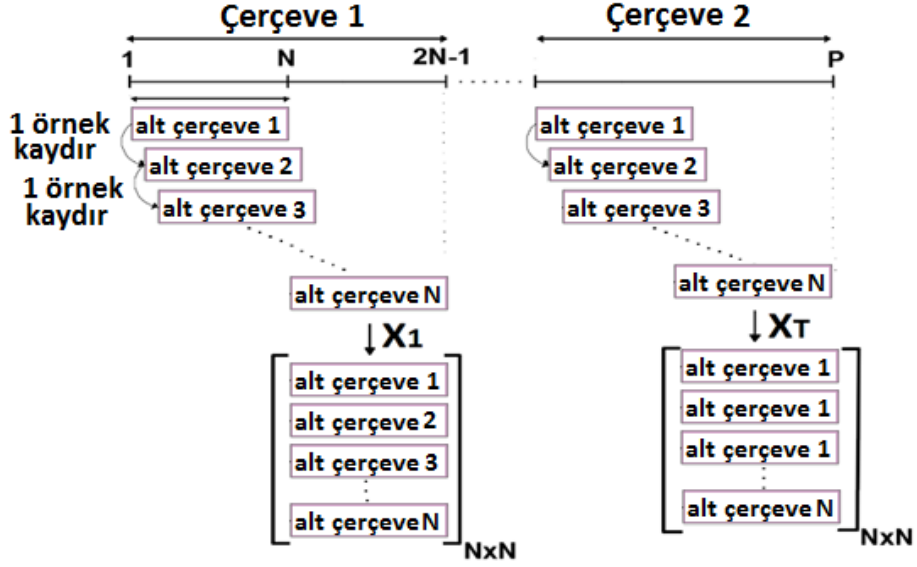 Çerçeve 1
Çerçeve 2
1
N
2N-1
P
1 örnek
kaydır
1 örnek
kaydır
alt çerçeve 1
alt çerçeve 2
alt çerçeve 3
alt çerçeve N
alt çerçeve 1
alt çerçeve 2
alt çerçeve 3
alt çerçeve N
X1
XT
alt çerçeve 1
alt çerçeve 2
alt çerçeve 3
alt çerçeve N
NxN
alt çerçeve 1
alt çerçeve 1
alt çerçeve 1
alt çerçeve N
NxN